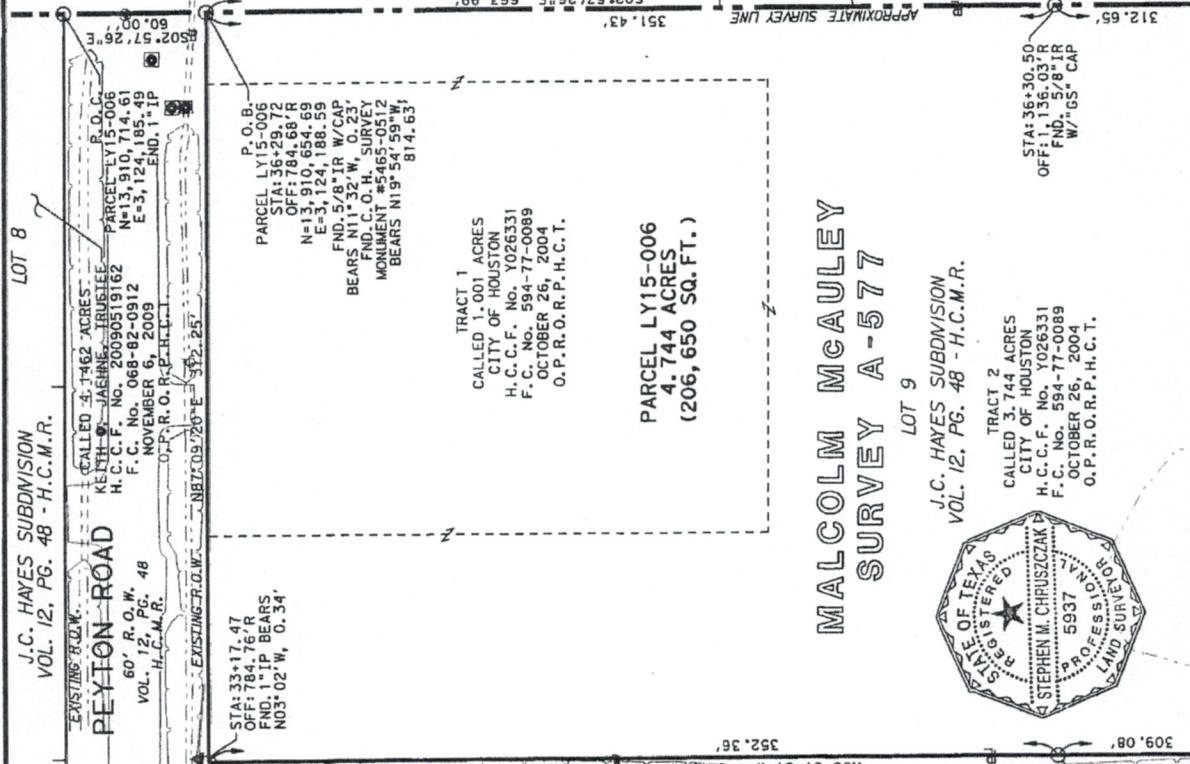 J.C. HAYES SUBDIVISION
VOL. 12, PG. 48 - H.C.M.R.
LOT 8
EXISTING R.O.W.
PEYTON ROAD
60' R.O.W.
VOL. 12, PG. 48
H.C.M.R.
EXISTING R.O.W.
N87°09'20"E 312.25'
CALLED 4.1462 ACRES
KEITH JAEHNE, TRUSTEE
H.C.C.F. No. 20090519162
F.C. No. 068-82-0912
NOVEMBER 6, 2009
O.P.R.O.R.P.H.C.T.
P.O.C.
PARCEL LY15-006
N=13,910,714.61
E=3,124,185.49
FND. 1"IP
S02°57'26"E
60.00'
P.O.B.
PARCEL LY15-006
STA: 36+29.72
OFF: 784.68'R
N=13,910,654.69
E=3,124,188.59
FND. 5/8"IR W/CAP
BEARS N11°32'W, 0.23'
FND. C.O.H. SURVEY
MONUMENT #5465-0512
BEARS N19°54'59"W,
814.63'
S02°57'26"E 663.99'
351.43'
APPROXIMATE SURVEY LINE
312.65'
STA: 36+30.50
OFF: 1,136.03'R
FND. 5/8"IR
W/"GS" CAP
STA: 33+17.47
OFF: 784.76'R
FND. 1"IP BEARS
N03°02'W, 0.34'
TRACT 1
CALLED 1.001 ACRES
CITY OF HOUSTON
H.C.C.F. No. Y026331
F.C. No. 594-77-0089
OCTOBER 26, 2004
O.P.R.O.R.P.H.C.T.
PARCEL LY15-006
4.744 ACRES
(206,650 SQ. FT.)
MALCOLM McAULEY
SURVEY A-577
LOT 9
J.C. HAYES SUBDIVISION
VOL. 12, PG. 48 - H.C.M.R.
TRACT 2
CALLED 3.744 ACRES
CITY OF HOUSTON
H.C.C.F. No. Y026331
F.C. No. 594-77-0089
OCTOBER 26, 2004
O.P.R.O.R.P.H.C.T.
STATE OF TEXAS
REGISTERED
STEPHEN M. CHRUSZCZAK
5937
PROFESSIONAL
LAND SURVEYOR
352.36'
309.08'